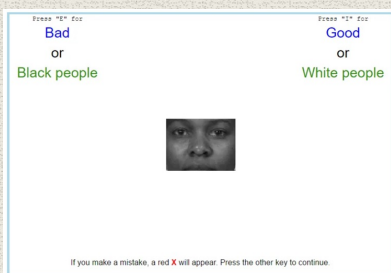 Press "E" for
Bad
or
Black people
Press "I" for
Good
or
White people
If you make a mistake, a red X will appear. Press the other key to continue.